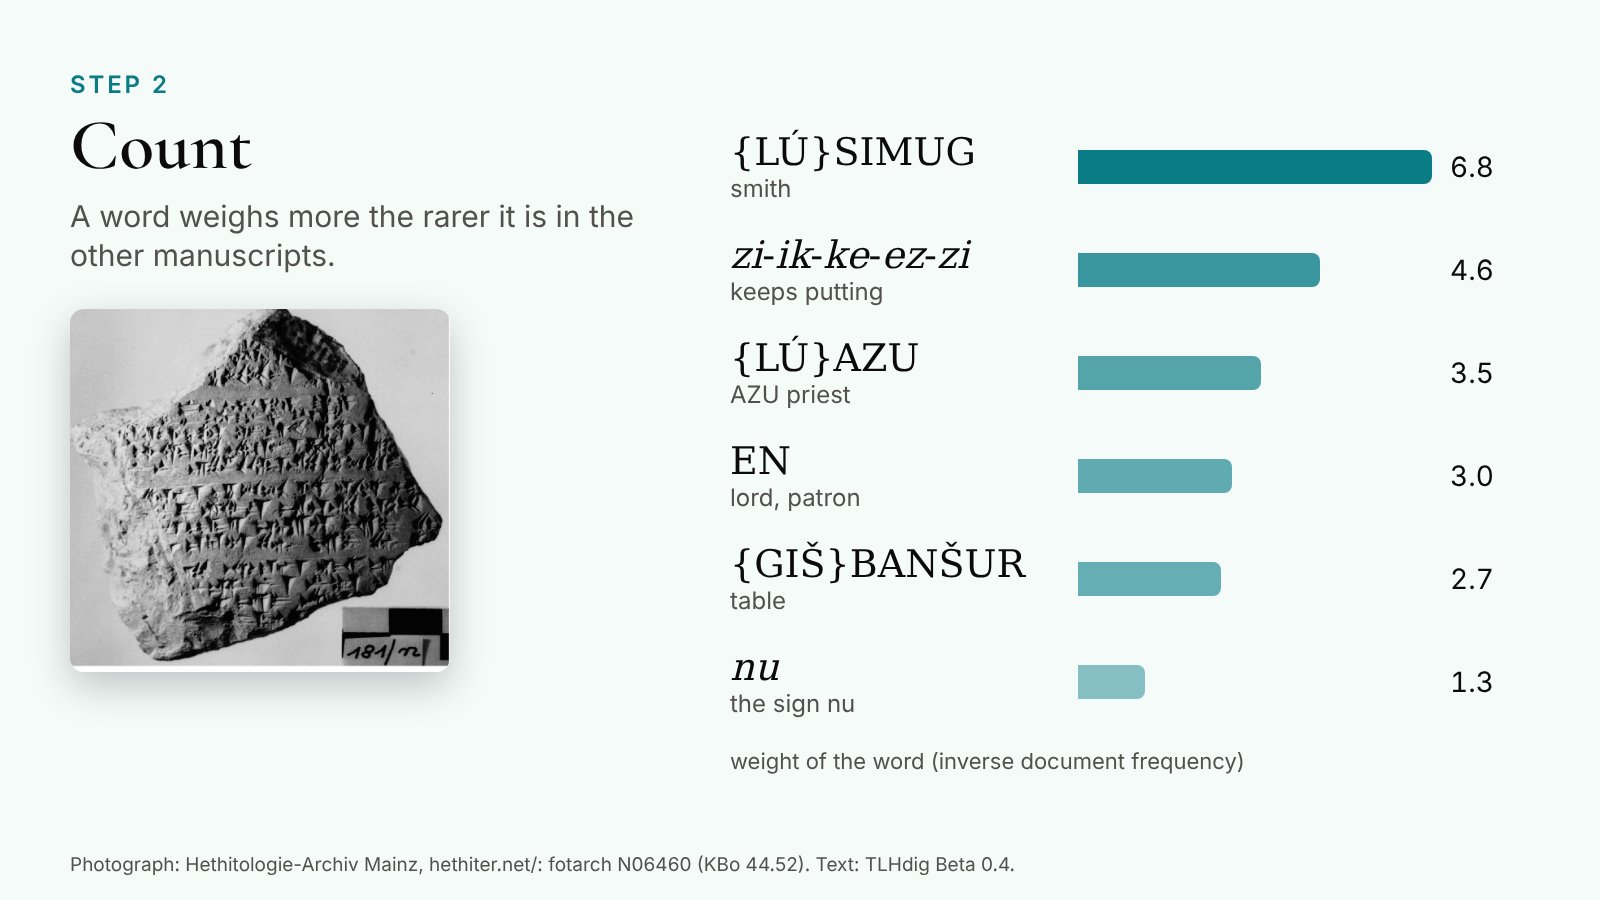 STEP 2
Count
A word weighs more the rarer it is in the
other manuscripts.
181/n
{LÚ}SIMUG
smith
6.8
zi-ik-ke-ez-zi
keeps putting
4.6
{LÚ}AZU
AZU priest
3.5
EN
lord, patron
3.0
{GIŠ}BANŠUR
table
2.7
nu
the sign nu
1.3
weight of the word (inverse document frequency)
Photograph: Hethitologie-Archiv Mainz, hethiter.net/: fotarch N06460 (KBo 44.52). Text: TLHdig Beta 0.4.